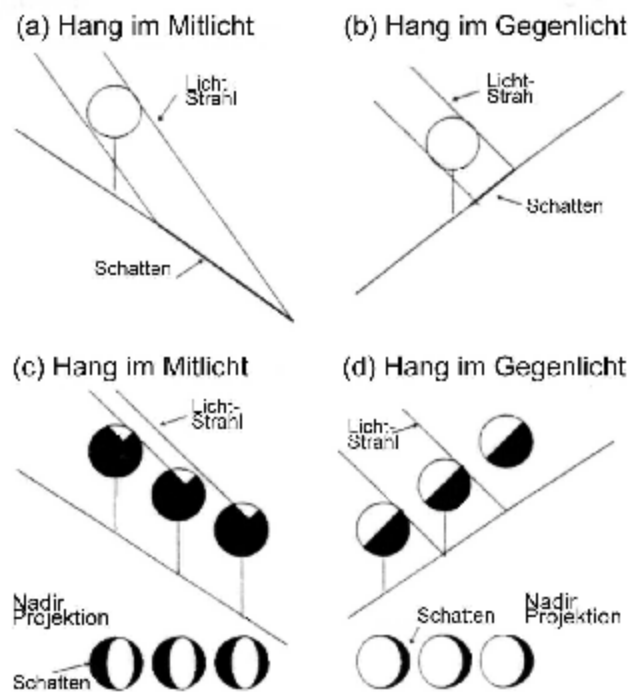 (a) Hang im Mitlicht
Licht-
Strahl
Schatten
(b) Hang im Gegenlicht
Licht-
Strahl
Schatten
(c) Hang im Mitlicht
Licht-
Strahl
Nadir
Projektion
Schatten
(d) Hang im Gegenlicht
Licht-
Strahl
Schatten
Nadir
Projektion